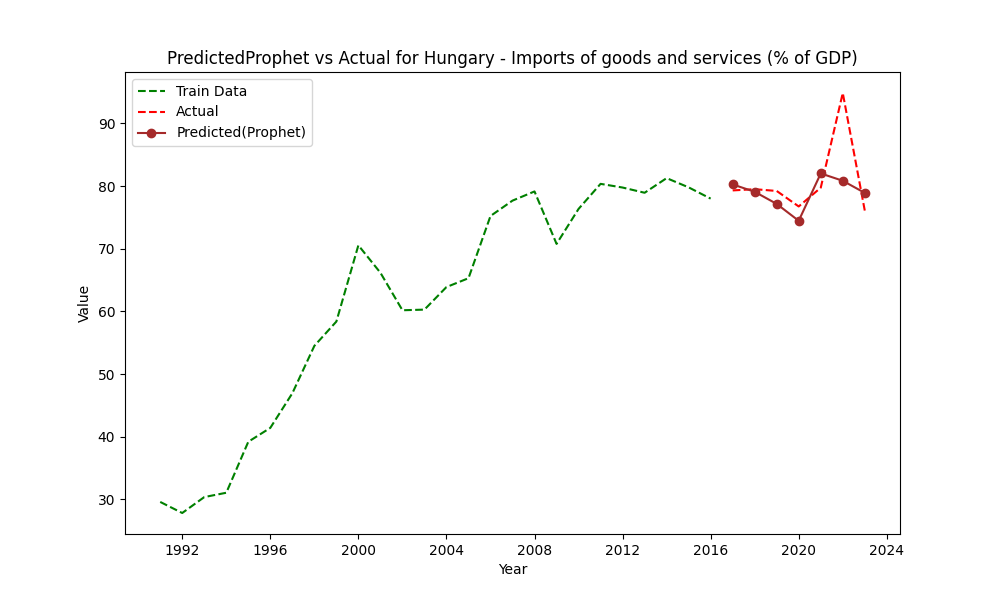 PredictedProphet vs Actual for Hungary - Imports of goods and services (% of GDP)
Train Data
Actual
Predicted(Prophet)
90
80
70
60
50
40
30
Value
1992 1996 2000 2004 2008 2012 2016 2020 2024
Year